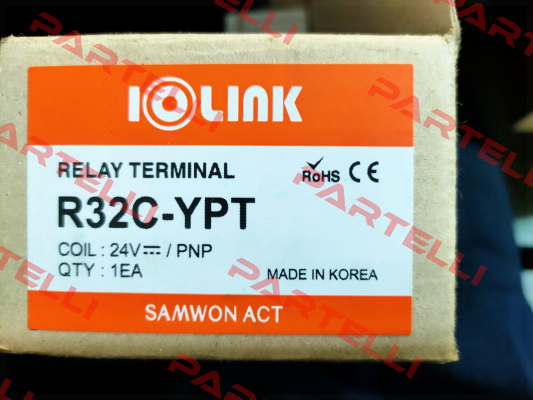 IOLINK
RELAY TERMINAL
RoHS CE
R32C-YPT
COIL : 24V⎓ / PNP
QTY : 1EA
MADE IN KOREA
SAMWON ACT
PARTELLI
PARTELLI
PARTELLI
PARTELLI
PARTELLI
PARTELLI
PARTELLI